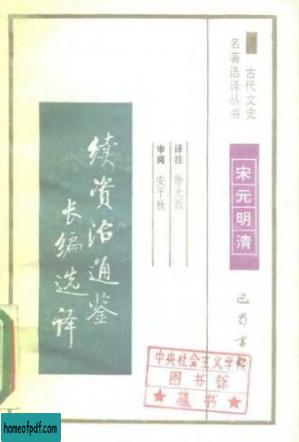 古代文史
名著选译丛书
宋元明清
译注 徐光烈
审阅 安平秋
续资治通鉴
长编选译
巴蜀书
中央社会主义学院
图书馆
★藏书★
homeofpdf.com